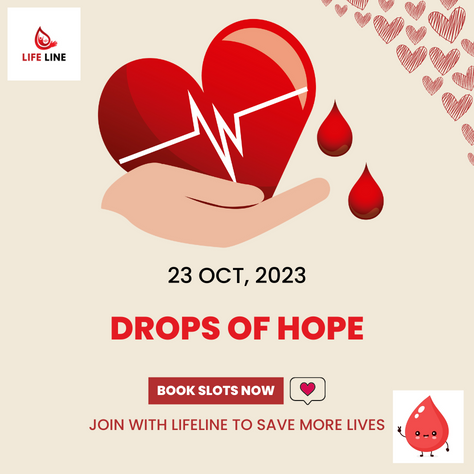 LIFE LINE
23 OCT, 2023
DROPS OF HOPE
BOOK SLOTS NOW
JOIN WITH LIFELINE TO SAVE MORE LIVES